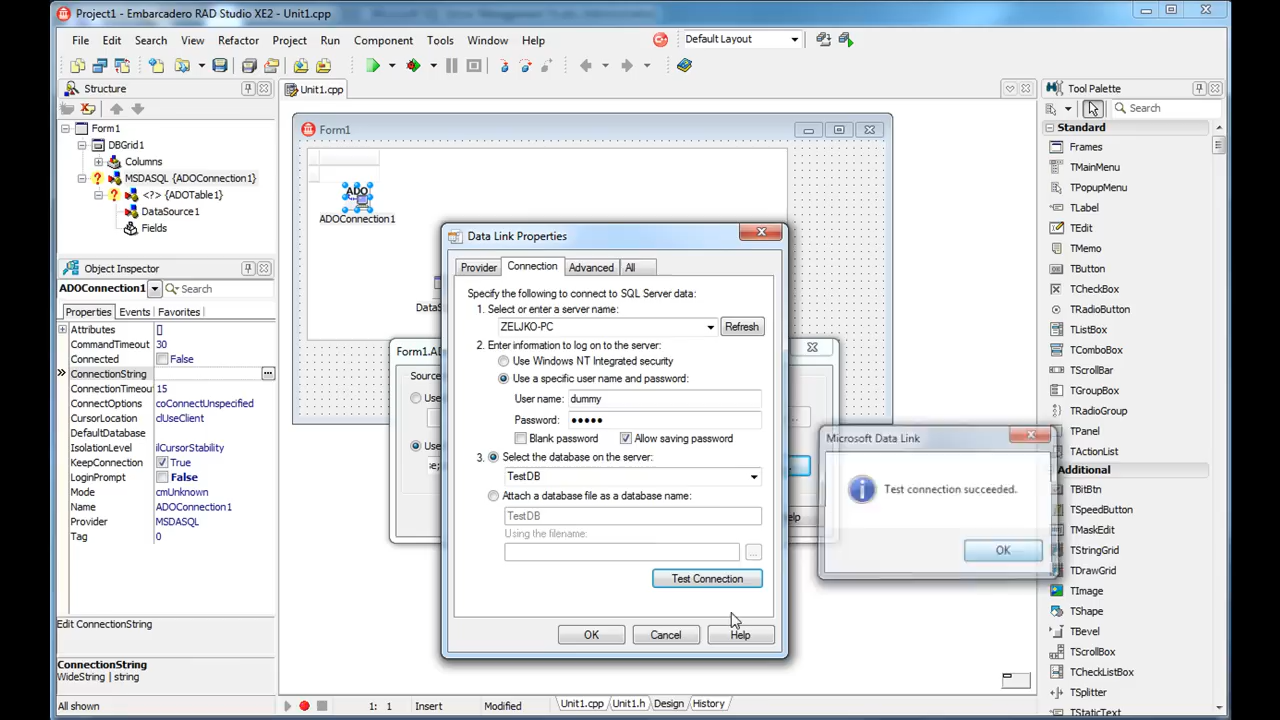 Project1 - Embarcadero RAD Studio XE2 - Unit1.cpp
File Edit Search View Refactor Project Run Component Tools Window Help
Default Layout
Structure
Form1
DBGrid1
Columns
MSDASQL {ADOConnection1}
<?> {ADOTable1}
DataSource1
Fields
Object Inspector
ADOConnection1
Search
Properties Events Favorites
Attributes []
CommandTimeout 30
Connected False
ConnectionString
ConnectionTimeout 15
ConnectOptions coConnectUnspecified
CursorLocation clUseClient
DefaultDatabase
IsolationLevel ilCursorStability
KeepConnection True
LoginPrompt False
Mode cmUnknown
Name ADOConnection1
Provider MSDASQL
Tag 0
Edit ConnectionString
ConnectionString
WideString | string
All shown
Unit1.cpp
Form1
ADO
ADOConnection1
DataS
Form1.AD
Source
Use
Use
elp
Data Link Properties
Provider Connection Advanced All
Specify the following to connect to SQL Server data:
1. Select or enter a server name:
ZELJKO-PC
Refresh
2. Enter information to log on to the server:
Use Windows NT Integrated security
Use a specific user name and password:
User name: dummy
Password: •••••
Blank password Allow saving password
3. Select the database on the server:
TestDB
Attach a database file as a database name:
TestDB
Using the filename:
...
Test Connection
OK Cancel Help
Microsoft Data Link
Test connection succeeded.
OK
1: 1 Insert Modified
Unit1.cpp Unit1.h Design History
Tool Palette
Search
Standard
Frames
TMainMenu
TPopupMenu
TLabel
TEdit
TMemo
TButton
TCheckBox
TRadioButton
TListBox
TComboBox
TScrollBar
TGroupBox
TRadioGroup
TPanel
TActionList
Additional
TBitBtn
TSpeedButton
TMaskEdit
TStringGrid
TDrawGrid
TImage
TShape
TBevel
TScrollBox
TCheckListBox
TSplitter
TStaticText